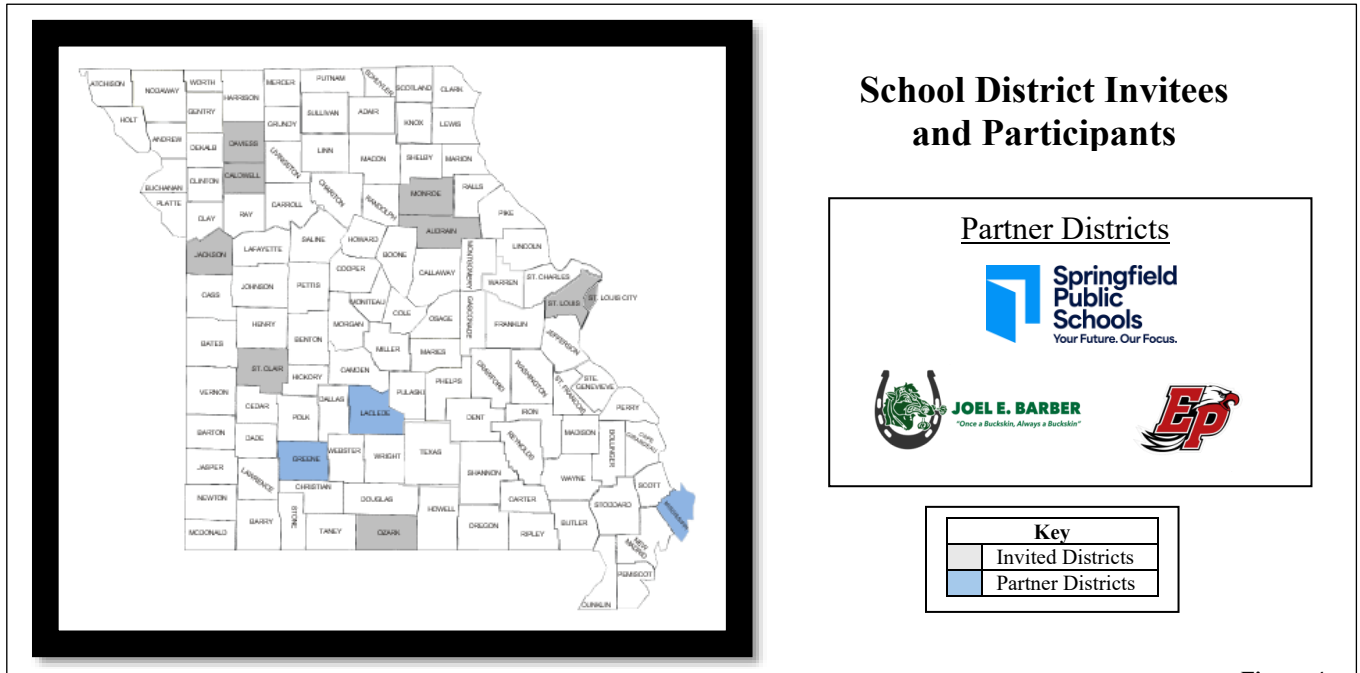 School District Invitees
and Participants
Partner Districts
Springfield
Public
Schools
Your Future. Our Focus.
JOEL E. BARBER
"Once a Buckskin, Always a Buckskin"
EP
Key
Invited Districts
Partner Districts
ATCHISON
NODAWAY
WORTH
HARRISON
MERCER
PUTNAM
SCHUYLER
SCOTLAND
CLARK
HOLT
GENTRY
GRUNDY
SULLIVAN
ADAIR
KNOX
LEWIS
ANDREW
DEKALB
DAVIESS
LIVINGSTON
LINN
MACON
SHELBY
MARION
BUCHANAN
CLINTON
CALDWELL
CHARITON
RANDOLPH
MONROE
RALLS
PLATTE
CLAY
RAY
CARROLL
AUDRAIN
PIKE
JACKSON
LAFAYETTE
SALINE
HOWARD
BOONE
CALLAWAY
MONTGOMERY
LINCOLN
CASS
JOHNSON
PETTIS
COOPER
MONITEAU
COLE
OSAGE
GASCONADE
WARREN
ST. CHARLES
ST. LOUIS
ST. LOUIS CITY
BATES
HENRY
BENTON
MORGAN
MILLER
MARIES
FRANKLIN
JEFFERSON
VERNON
ST. CLAIR
HICKORY
CAMDEN
PULASKI
PHELPS
CRAWFORD
WASHINGTON
ST. FRANCOIS
STE.
GENEVIEVE
PERRY
CEDAR
POLK
DALLAS
LACLEDE
DENT
IRON
MADISON
BOLLINGER
CAPE
GIRARDEAU
BARTON
DADE
GREENE
WEBSTER
WRIGHT
TEXAS
REYNOLDS
SHANNON
WAYNE
SCOTT
JASPER
LAWRENCE
CHRISTIAN
DOUGLAS
HOWELL
CARTER
STODDARD
MISSISSIPPI
NEWTON
BARRY
STONE
TANEY
OZARK
OREGON
RIPLEY
BUTLER
NEW
MADRID
MCDONALD
PEMISCOT
DUNKLIN